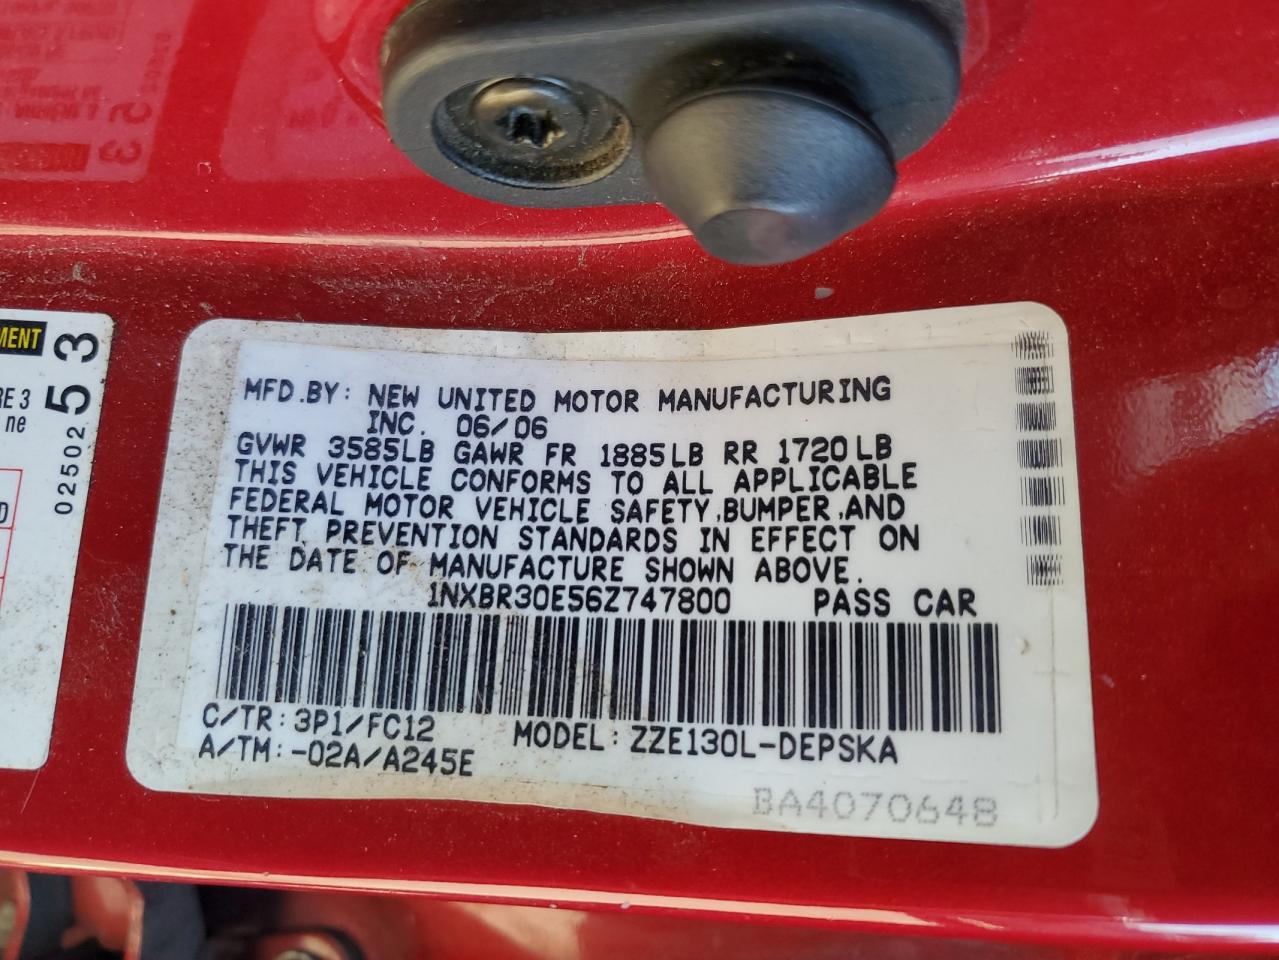 MENT
RE 3
ne
D
02502 53
MFD.BY: NEW UNITED MOTOR MANUFACTURING
INC. 06/06
GVWR 3585LB GAWR FR 1885LB RR 1720LB
THIS VEHICLE CONFORMS TO ALL APPLICABLE
FEDERAL MOTOR VEHICLE SAFETY,BUMPER,AND
THEFT PREVENTION STANDARDS IN EFFECT ON
THE DATE OF MANUFACTURE SHOWN ABOVE.
1NXBR30E56Z747800 PASS CAR
C/TR: 3P1/FC12 MODEL: ZZE130L-DEPSKA
A/TM: -02A/A245E
BA4070648